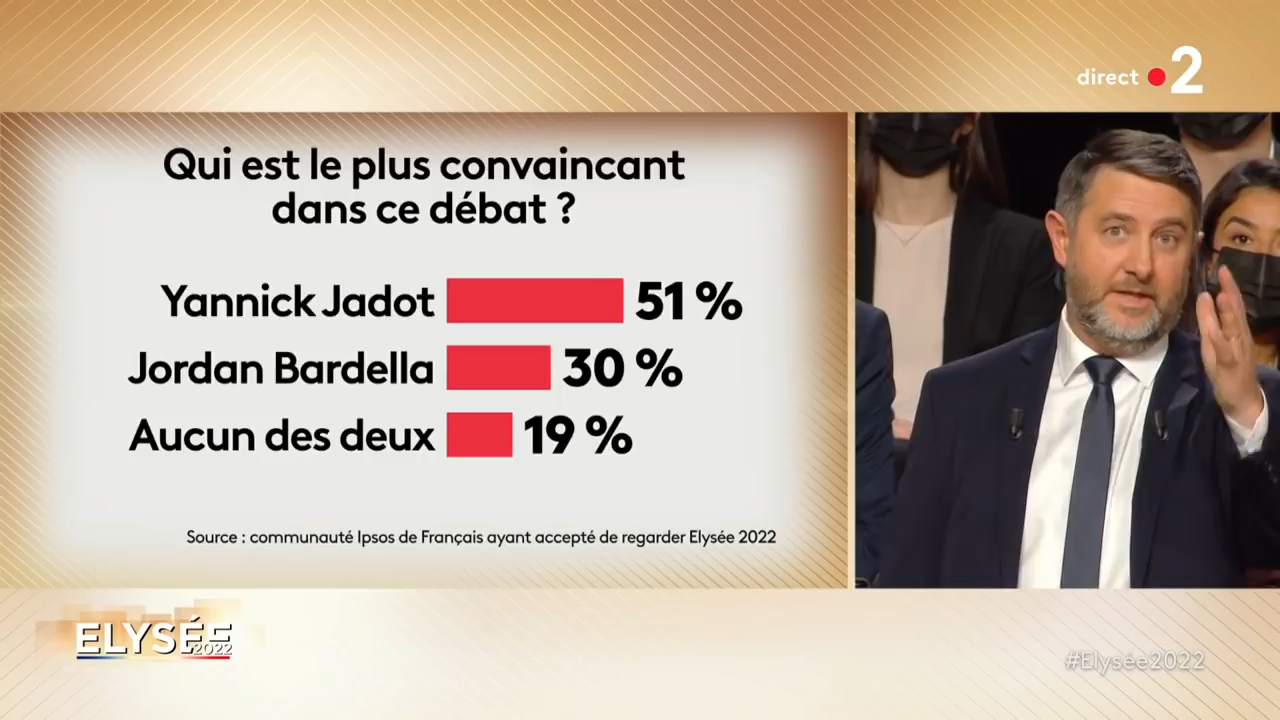 direct 2
Qui est le plus convaincant
dans ce débat ?
Yannick Jadot 51 %
Jordan Bardella 30 %
Aucun des deux 19 %
Source : communauté Ipsos de Français ayant accepté de regarder Elysée 2022
ELYSÉE
2022
#Elysée2022